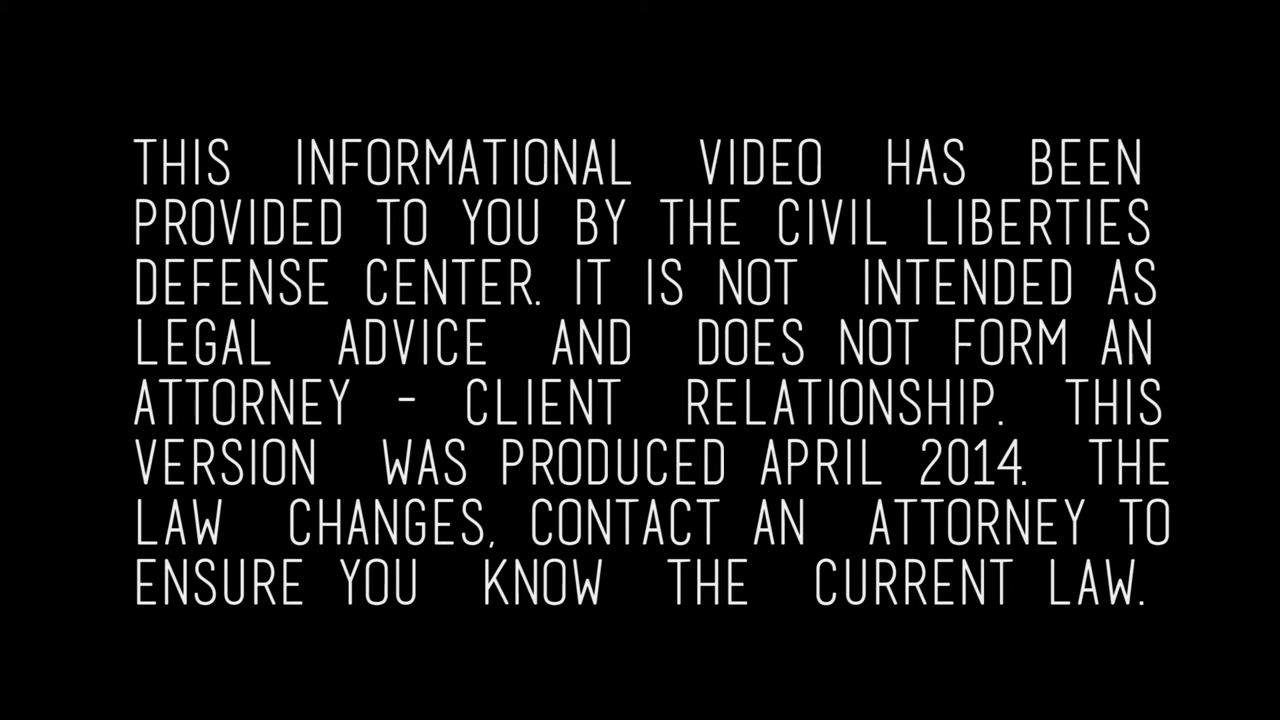 THIS INFORMATIONAL VIDEO HAS BEEN
PROVIDED TO YOU BY THE CIVIL LIBERTIES
DEFENSE CENTER. IT IS NOT INTENDED AS
LEGAL ADVICE AND DOES NOT FORM AN
ATTORNEY - CLIENT RELATIONSHIP. THIS
VERSION WAS PRODUCED APRIL 2014. THE
LAW CHANGES, CONTACT AN ATTORNEY TO
ENSURE YOU KNOW THE CURRENT LAW.